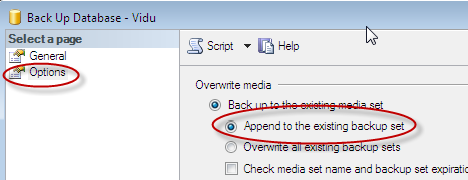 Back Up Database - Vidu
Select a page
General
Options
Script
Help
Overwrite media
Back up to the existing media set
Append to the existing backup set
Overwrite all existing backup sets
Check media set name and backup set